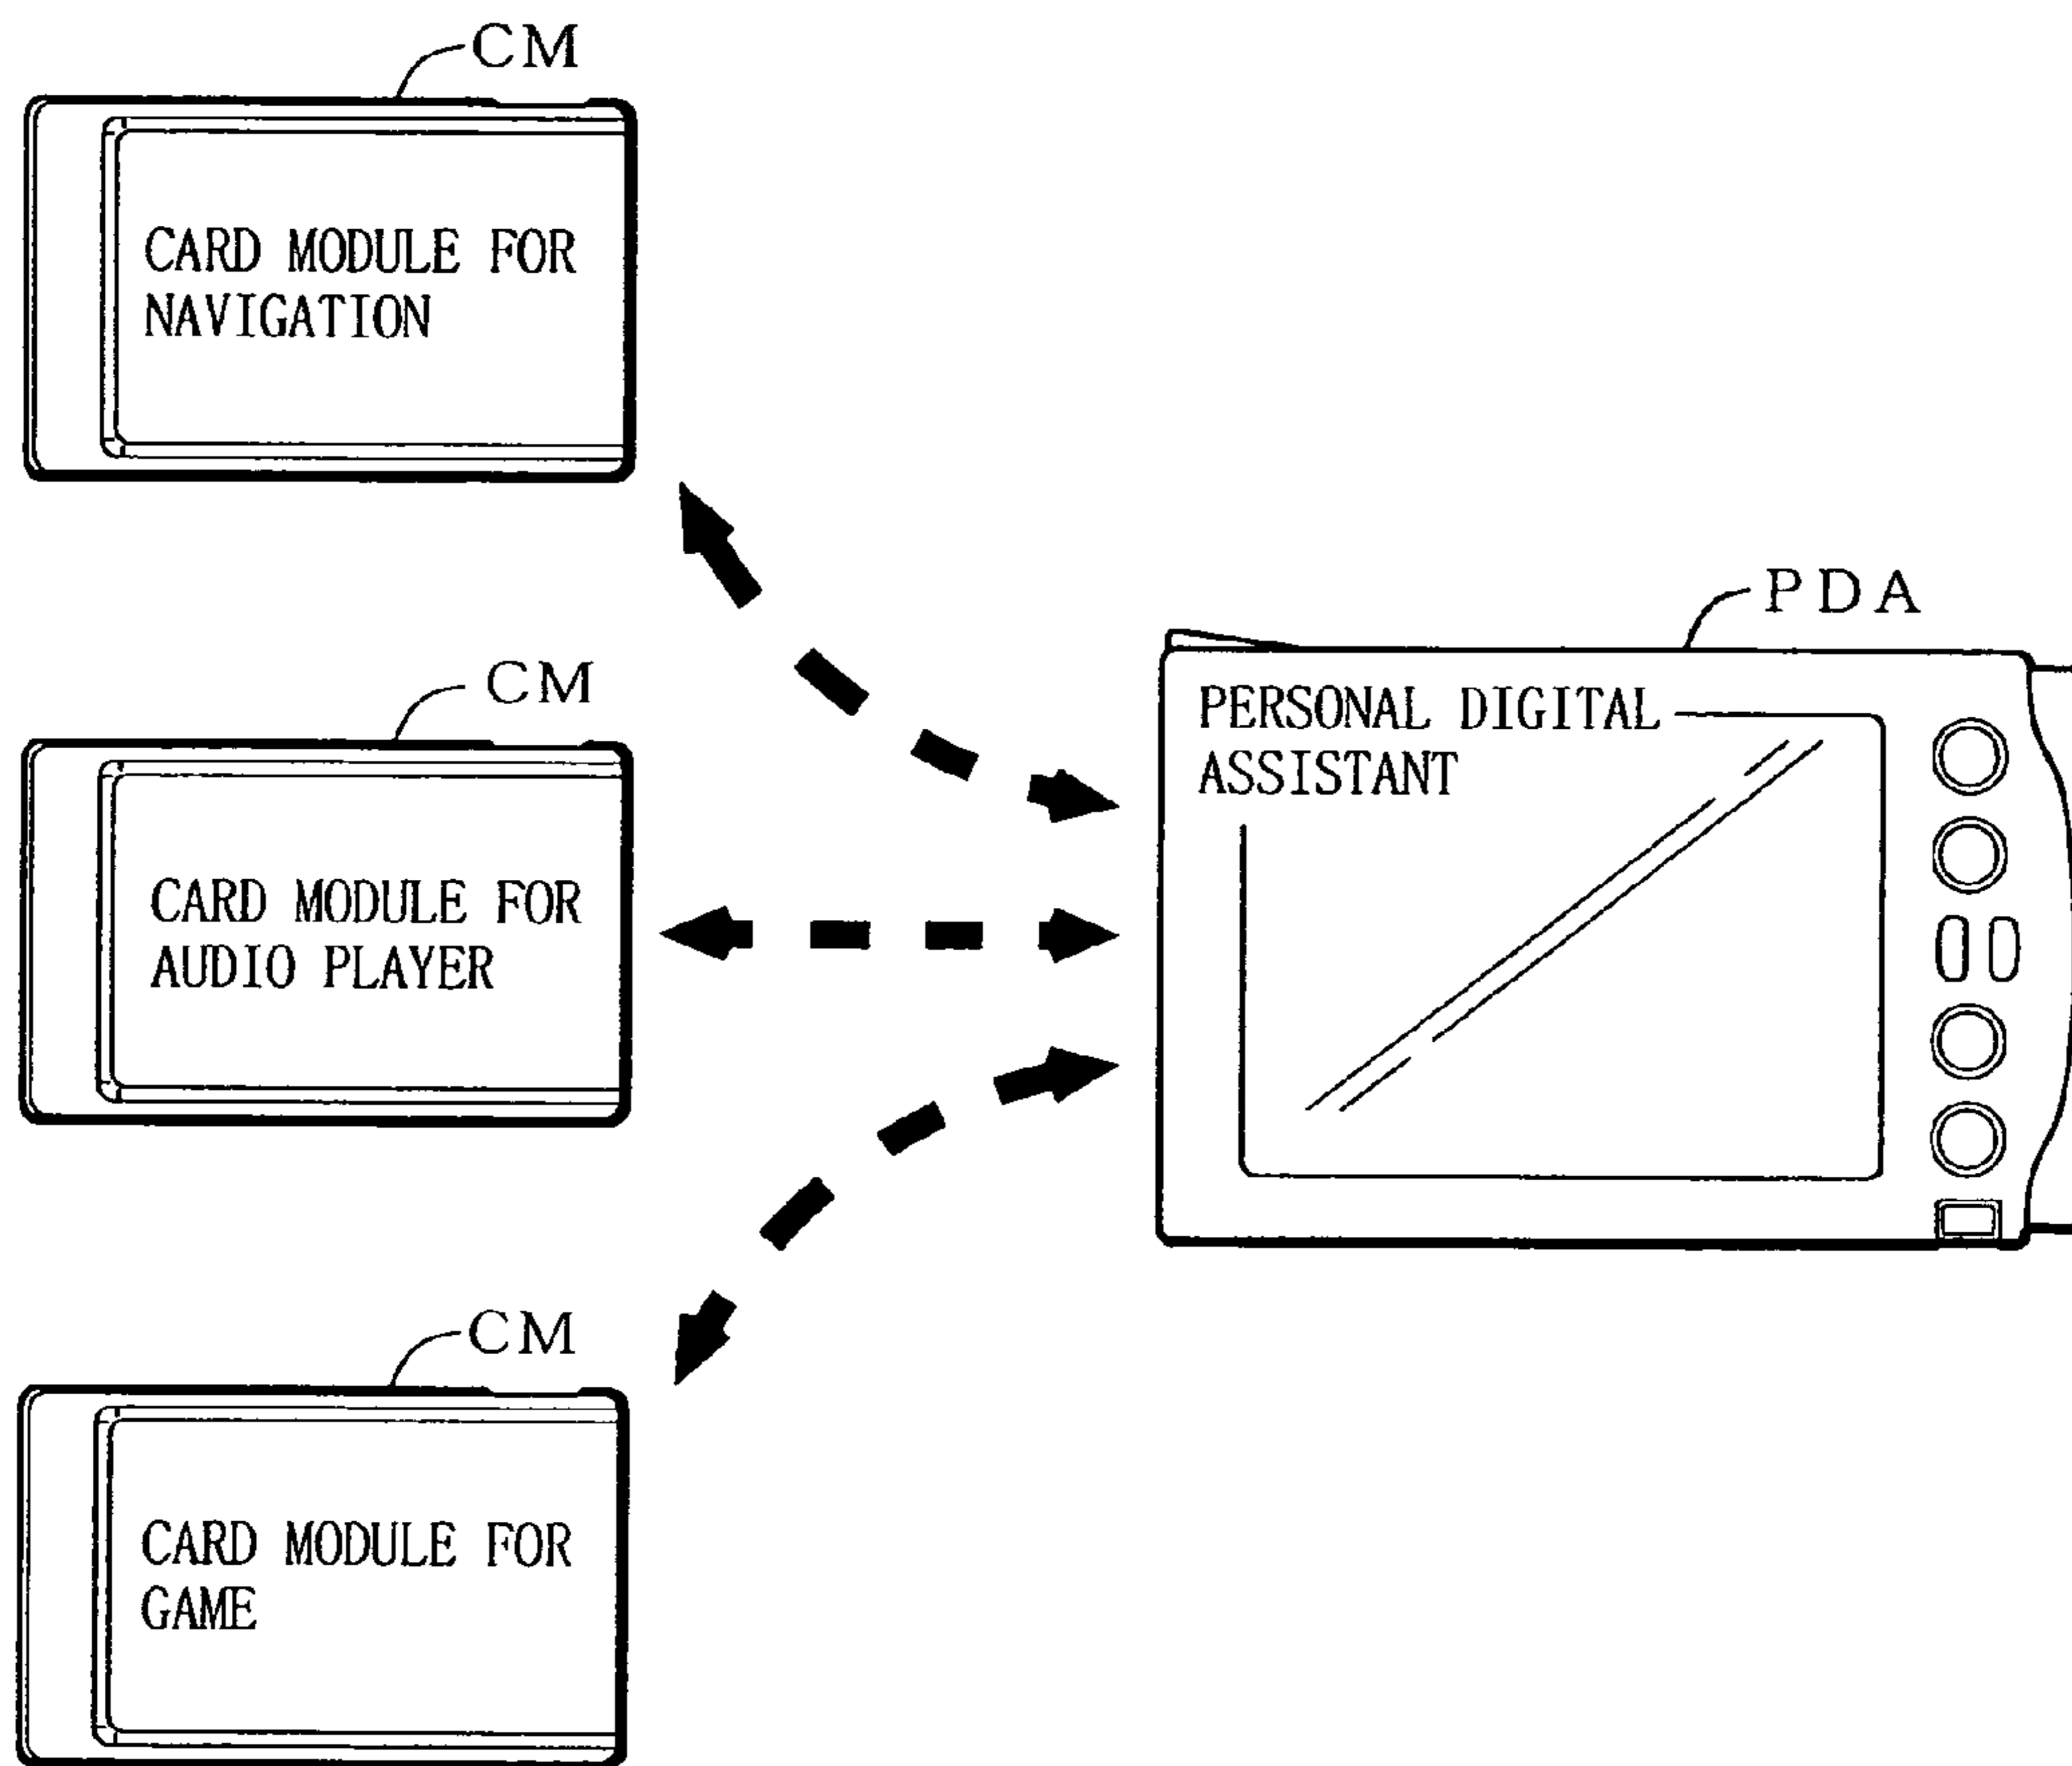 CM
CARD MODULE FOR
NAVIGATION
CM
CARD MODULE FOR
AUDIO PLAYER
CM
CARD MODULE FOR
GAME
PDA
PERSONAL DIGITAL
ASSISTANT